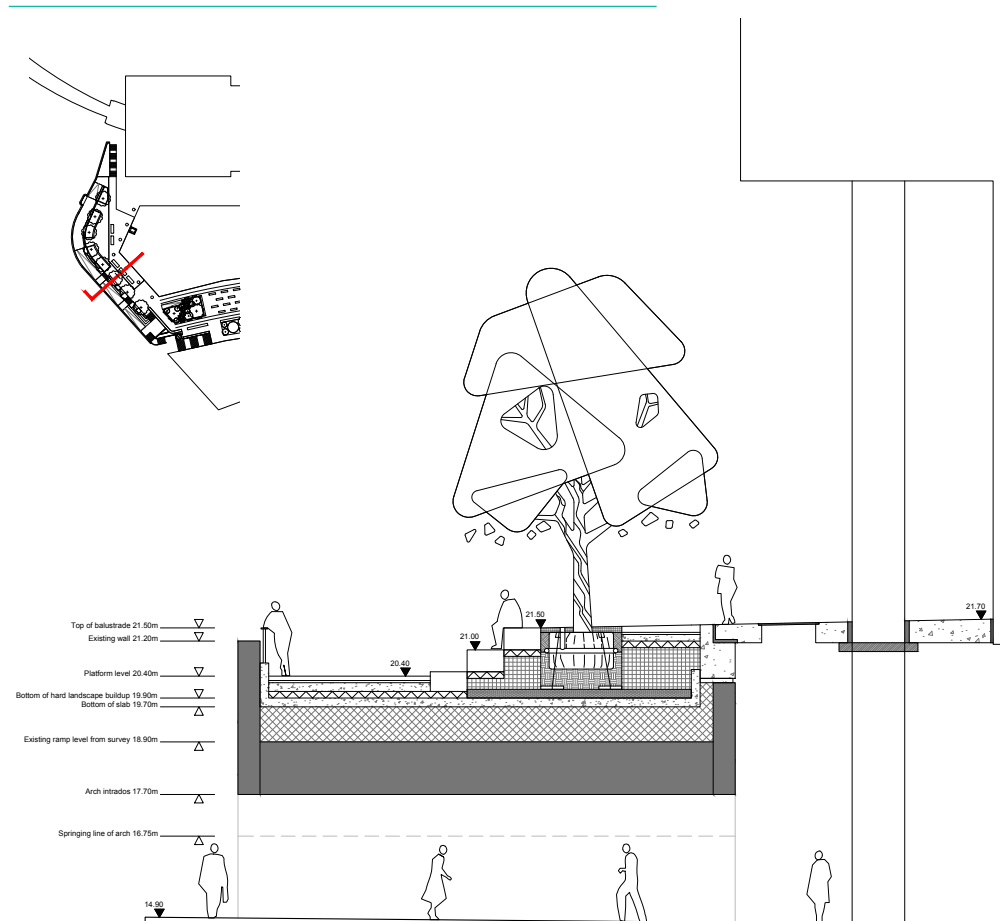 21.70
21.50
Top of balustrade 21.50m
Existing wall 21.20m
21.00
20.40
Platform level 20.40m
Bottom of hard landscape buildup 19.90m
Bottom of slab 19.70m
Existing ramp level from survey 18.90m
Arch intrados 17.70m
Springing line of arch 16.75m
14.90